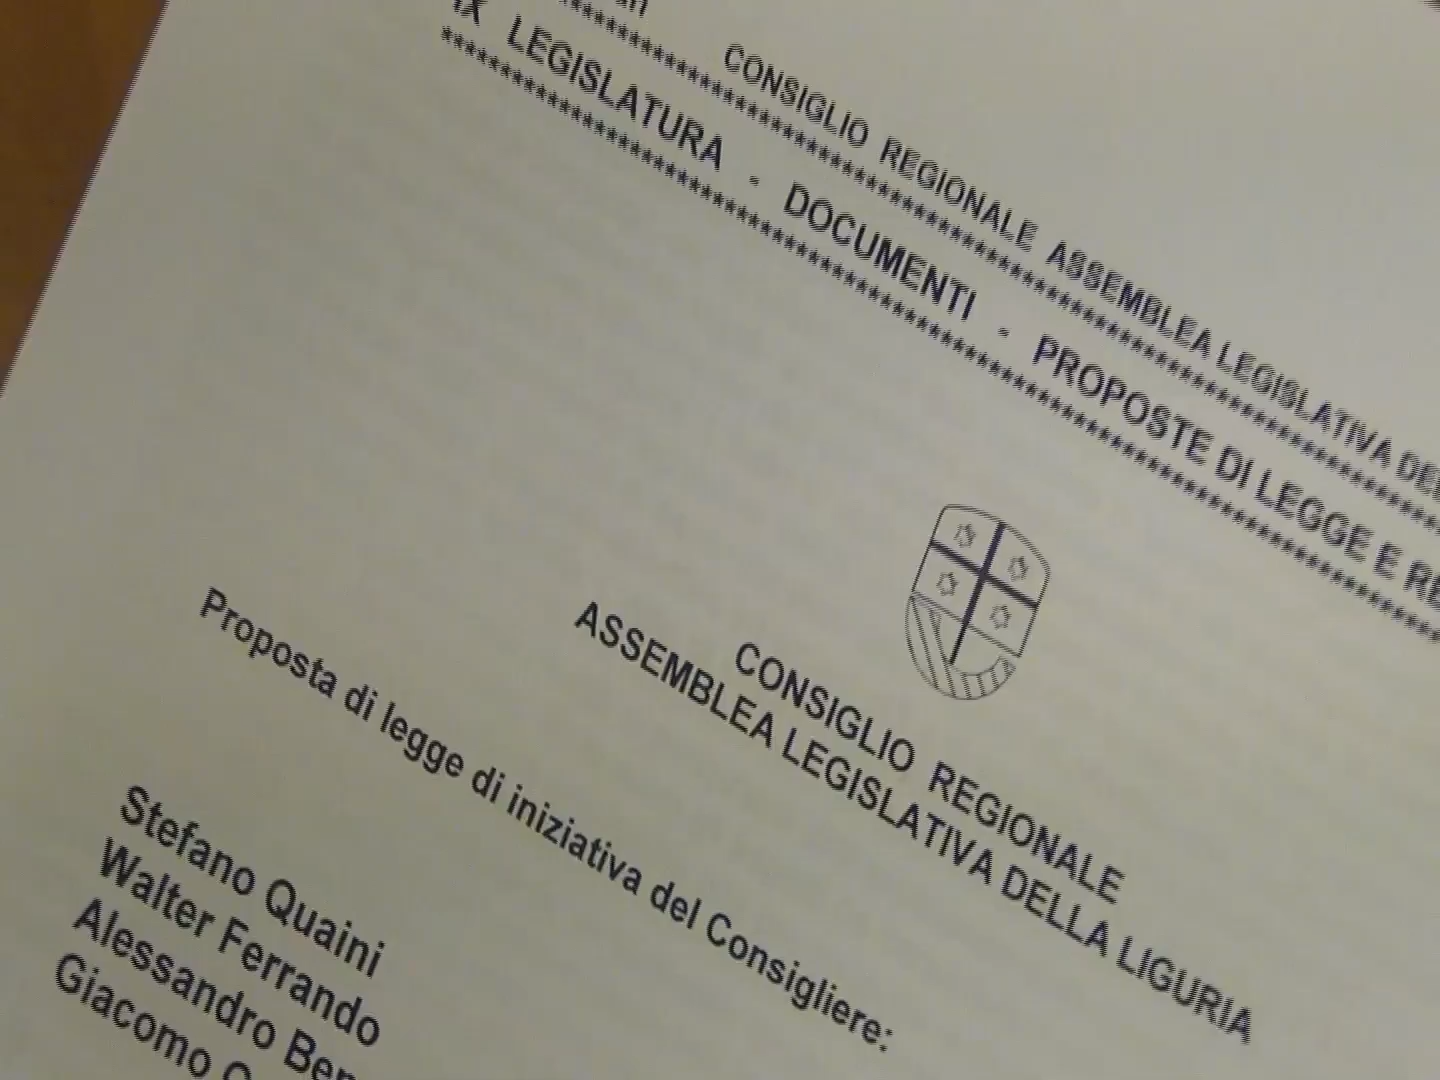 CONSIGLIO REGIONALE ASSEMBLEA LEGISLATIVA
****************************************************************
IX LEGISLATURA - DOCUMENTI - PROPOSTE DI LEGGE E
****************************************************************
CONSIGLIO REGIONALE
ASSEMBLEA LEGISLATIVA DELLA LIGURIA
Proposta di legge di iniziativa del Consigliere:
Stefano Quaini
Walter Ferrando
Alessandro
Giacomo